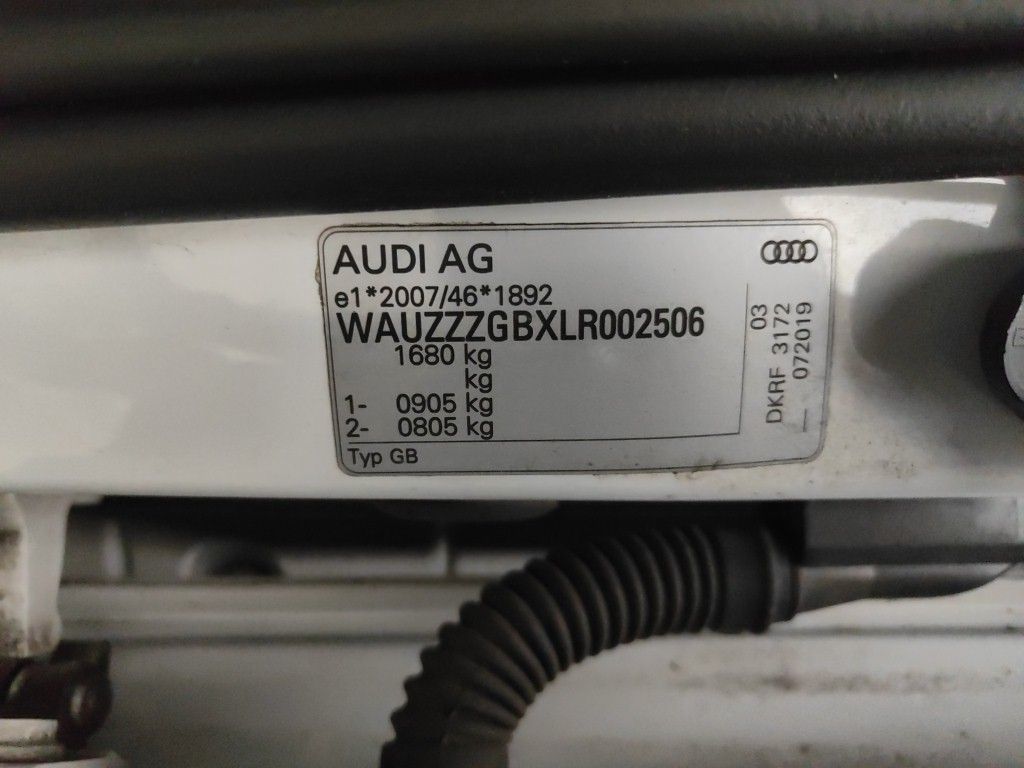 AUDI AG
e1*2007/46*1892
WAUZZZGBXLR002506
1680 kg
kg
1- 0905 kg
2- 0805 kg
Typ GB
03
DKRF 3172
__ 072019